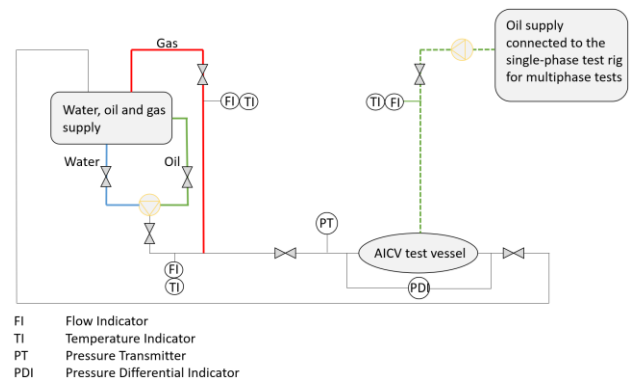 Gas
Oil supply
connected to the
single-phase test rig
for multiphase tests
FI TI
TI FI
Water, oil and gas
supply
Water
Oil
PT
AICV test vessel
FI
TI
PDI
FI Flow Indicator
TI Temperature Indicator
PT Pressure Transmitter
PDI Pressure Differential Indicator